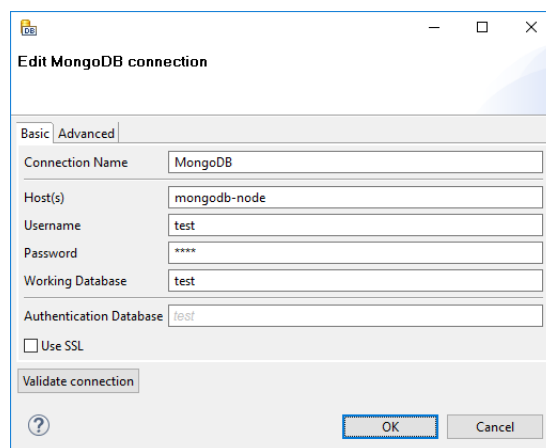 DB
Edit MongoDB connection
Basic Advanced
Connection Name MongoDB
Host(s) mongodb-node
Username test
Password ****
Working Database test
Authentication Database test
Use SSL
Validate connection
? OK Cancel